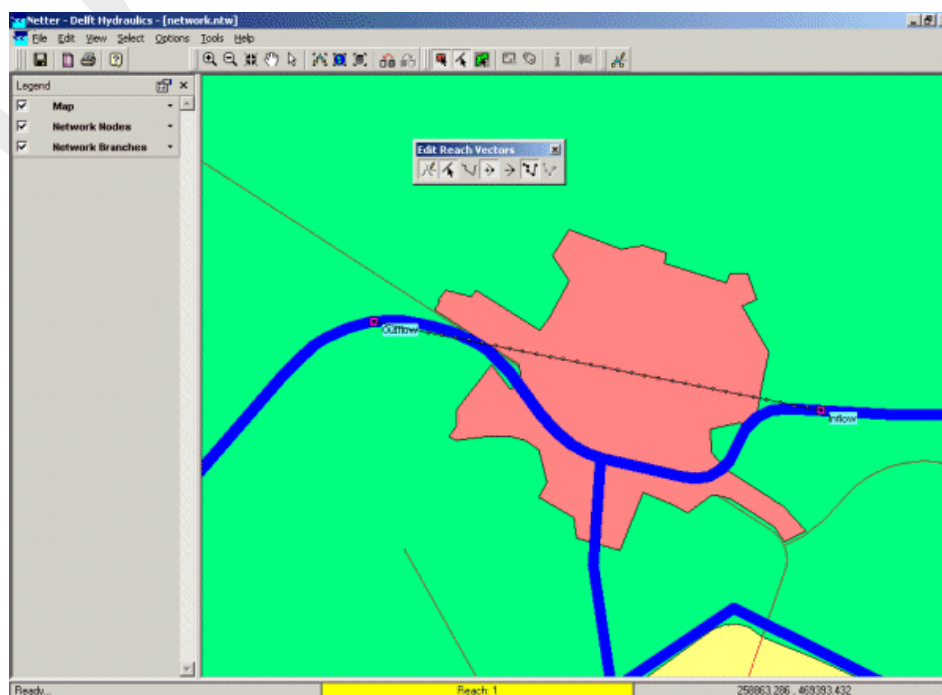 Netter - Delft Hydraulics - [network.ntw]
File Edit View Select Options Tools Help
Legend
Map
Network Nodes
Network Branches
Edit Reach Vectors
Outflow
Inflow
Ready...
Reach: 1
258863.286 , 469393.432